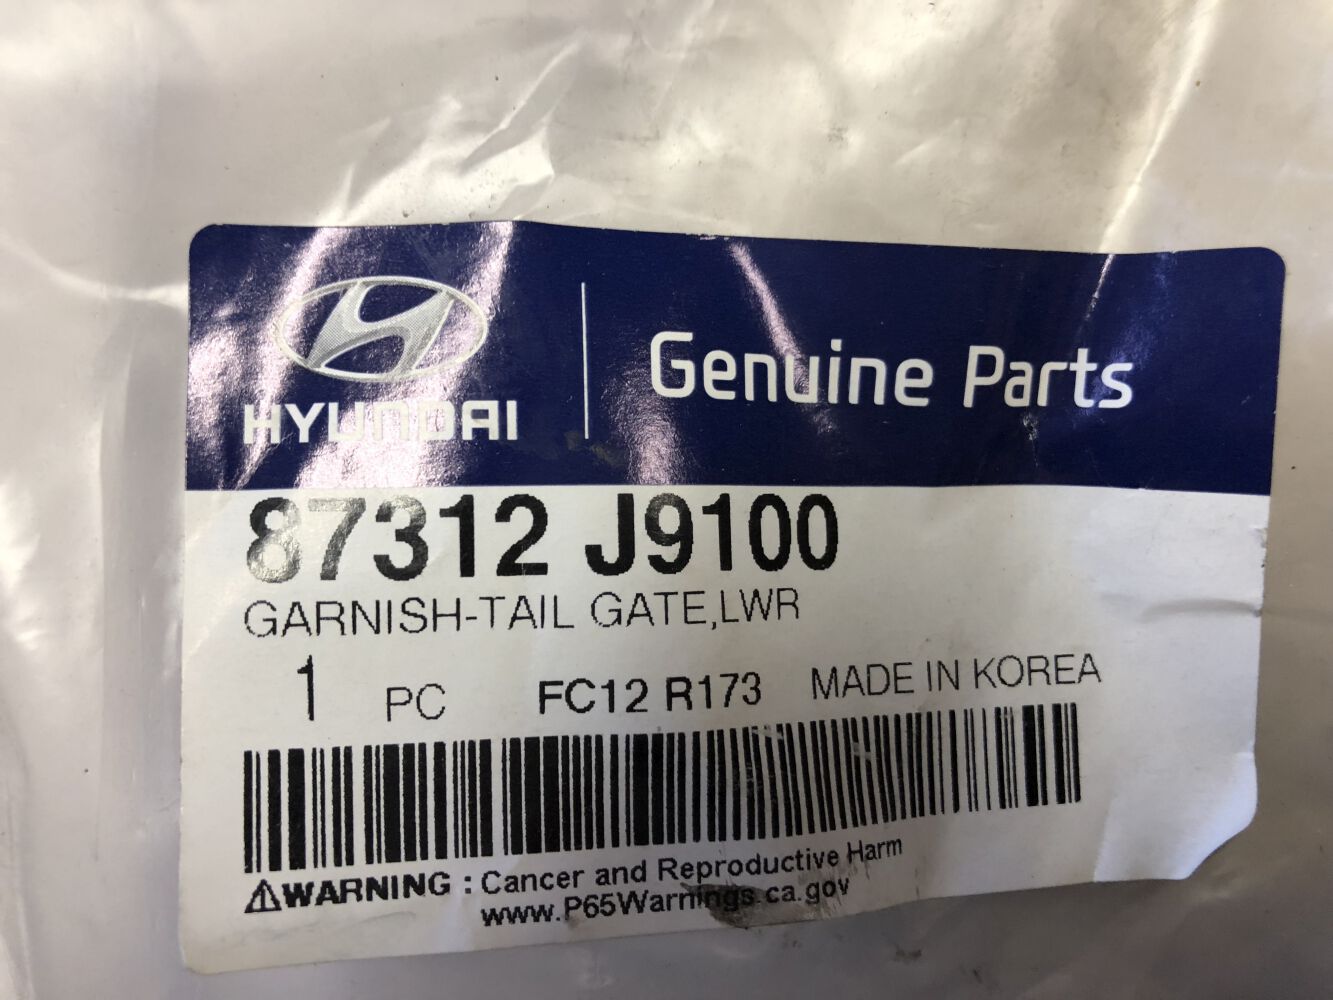 HYUNDAI
Genuine Parts
87312 J9100
GARNISH-TAIL GATE,LWR
1 PC FC12 R173 MADE IN KOREA
⚠WARNING : Cancer and Reproductive Harm
www.P65Warnings.ca.gov